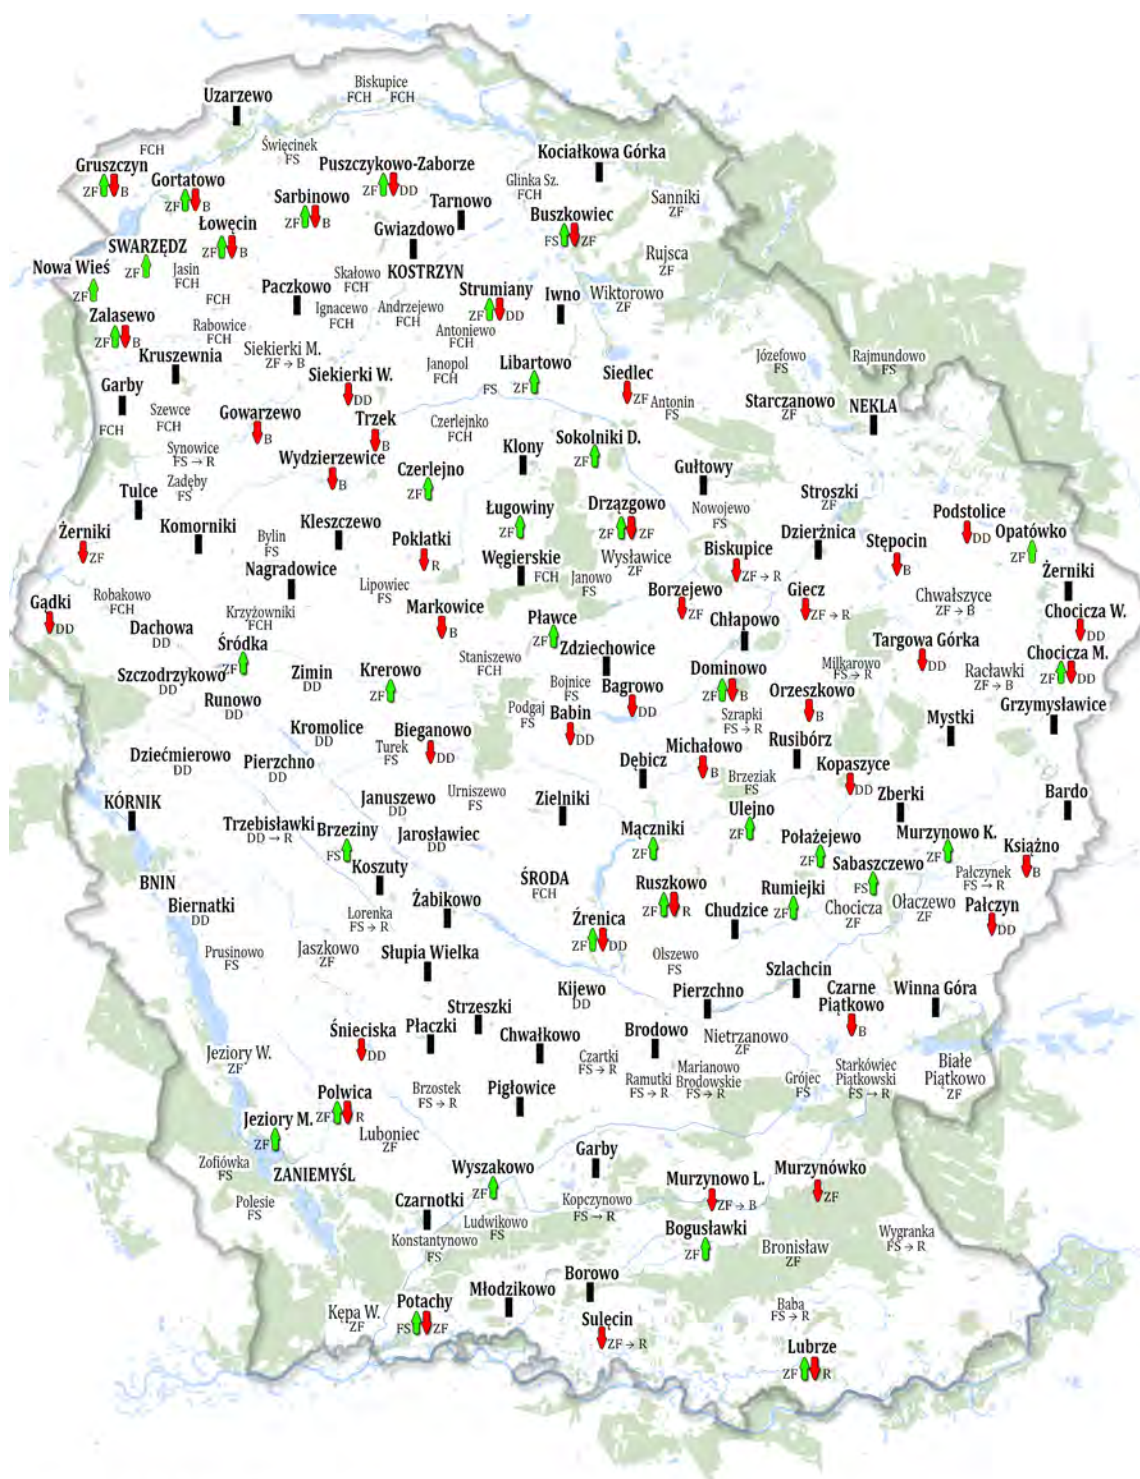 Biskupice
FCH FCH
Uzarzewo
FCH
Święcinek
FS
Kociałkowa Górka
Gruszczyn
ZF B
Gortatowo
ZF B
Puszczykowo-Zaborze
ZF DD
Glinka Sz.
FCH
Sanniki
ZF
Sarbinowo
ZF B
Tarnowo
Buszkowiec
FS ZF
Łowęcin
ZF B
Gwiazdowo
SWARZĘDZ
ZF
Rujsca
ZF
Nowa Wieś
ZF
Jasin
FCH
Skałowo
FCH
KOSTRZYN
Paczkowo
FCH
Strumiany
ZF DD
Iwno
Wiktorowo
ZF
Zalasewo
ZF B
Rabowice
FCH
Ignacewo
FCH
Andrzejewo
FCH
Antoniewo
FCH
Kruszewnia
Siekierki M.
ZF → B
Siekierki W.
DD
Janopol
FCH
FS
Libartowo
ZF
Siedlec
ZF
Józefowo
FS
Rajmundowo
FS
Garby
FCH
Szewce
FCH
Gowarzewo
B
Trzek
B
Czerlejnko
FCH
Antonin
FS
Starczanowo
ZF
NEKLA
Synowice
FS → R
Wydzierzewice
B
Klony
Sokolniki D.
ZF
Zadęby
FS
Czerlejno
ZF
Gułtowy
Tulce
Komorniki
Kleszczewo
Ługowiny
ZF
Drzązgowo
ZF ZF
Nowojewo
FS
Stroszki
ZF
Podstolice
DD
Żerniki
ZF
Bylin
FS
Pokłatki
R
Węgierskie
FCH
Wysławice
ZF
Biskupice
ZF → R
Dzierżnica
Stępocin
B
Opatówko
ZF
Nagradowice
Lipowiec
FS
Janowo
FS
Żerniki
Gądki
DD
Robakowo
FCH
Krzyżowniki
FCH
Markowice
B
Borzejewo
ZF
Giecz
ZF → R
Chwałszyce
ZF → B
Chocicza W.
DD
Dachowa
DD
Śródka
ZF
Pławce
ZF
Chłapowo
Targowa Górka
DD
Chocicza M.
ZF DD
Szczodrzykowo
DD
Zimin
DD
Krerowo
ZF
Staniszewo
FCH
Zdziechowice
Dominowo
ZF B
Milkarowo
FS → R
Racławki
ZF → B
Runowo
DD
Bojnice
FS
Bagrowo
DD
Orzeszkowo
B
Grzymysławice
Kromolice
DD
Bieganowo
DD
Podgaj
FS
Babin
DD
Szrapki
FS → R
Mystki
Dziećmierowo
DD
Pierzchno
DD
Turek
FS
Dębicz
Michałowo
B
Rusibórz
Kopaszyce
DD
KÓRNIK
Januszewo
DD
Urniszewo
FS
Zielniki
Brzeziak
FS
Zberki
Bardo
Trzebisławki
DD → R
Brzeziny
FS
Jarosławiec
DD
Mączniki
ZF
Ulejno
ZF
Połażejewo
ZF
Murzynowo K.
ZF
Książno
B
Koszuty
ŚRODA
FCH
Sabaszczewo
FS
Pałczynek
FS → R
BNIN
Biernatki
DD
Ruszkowo
ZF R
Rumiejki
ZF
Żabikowo
Chocicza
ZF
Ołaczewo
ZF
Pałczyn
DD
Lorenka
FS → R
Źrenica
ZF DD
Chudzice
Prusinowo
FS
Jaszkowo
ZF
Słupia Wielka
Olszewo
FS
Kijewo
DD
Pierzchno
Szlachcin
Czarne
Piątkowo
B
Winna Góra
Śnieciska
DD
Płaczki
Strzeszki
Chwałkowo
Brodowo
Nietrzanowo
ZF
Jeziory W.
ZF
Czartki
FS → R
Ramutki
FS → R
Marianowo
Brodowskie
FS → R
Grójec
FS
Starkówiec
Piatkowski
FS → R
Białe
Piątkowo
ZF
Polwica
ZF R
Brzostek
FS → R
Pigłowice
Jeziory M.
ZF
Luboniec
ZF
Zofiówka
FS
ZANIEMYŚL
Wyszakowo
ZF
Garby
Murzynowo L.
ZF → B
Murzynówko
ZF
Polesie
FS
Czarnotki
Kopczynowo
FS → R
Ludwikowo
FS
Konstantynowo
FS
Bogusławki
ZF
Bronisław
ZF
Wygranka
FS → R
Kępa W.
ZF
Potachy
FS ZF
Młodzikowo
Borowo
Sulęcin
ZF → R
Baba
FS → R
Lubrze
ZF R